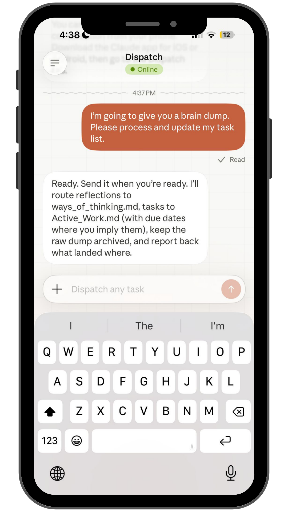 4:38
12
Dispatch
Online
4:37 PM
I'm going to give you a brain dump.
Please process and update my task
list.
Read
Ready. Send it when you're ready. I'll
route reflections to
ways_of_thinking.md, tasks to
Active_Work.md (with due dates
where you imply them), keep the
raw dump archived, and report back
what landed where.
Dispatch any task
I The I'm
Q W E R T Y U I O P
A S D F G H J K L
Z X C V B N M
123